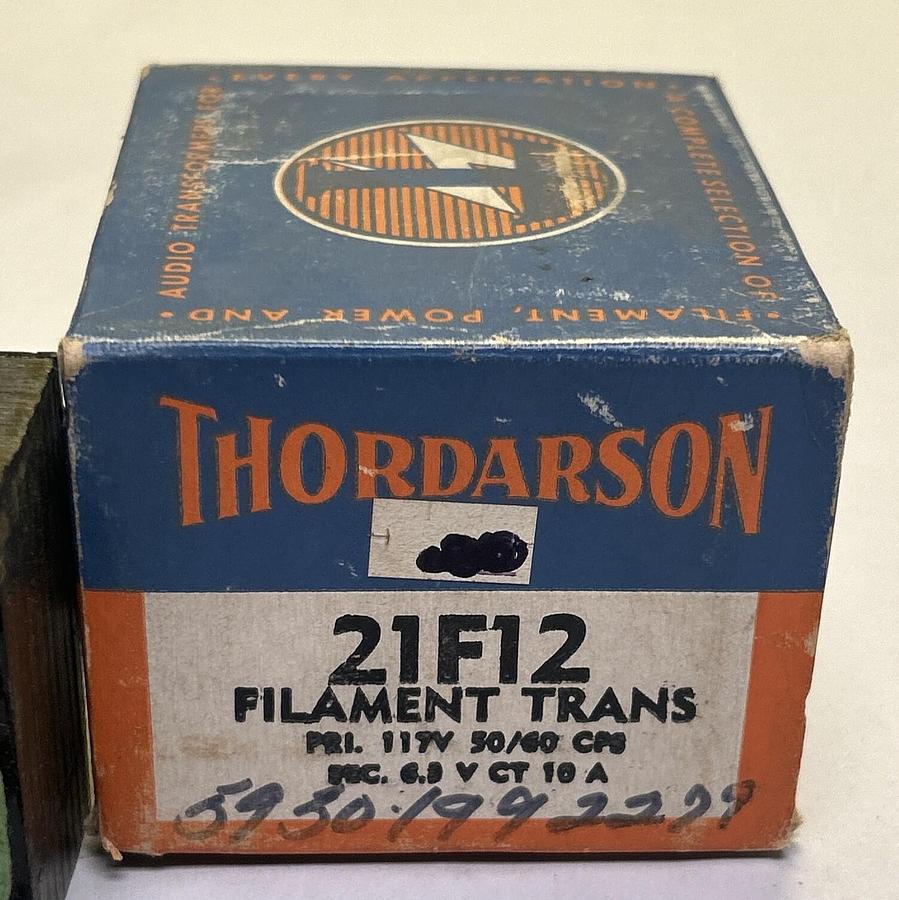 • A COMPLETE SELECTION OF
• FILAMENT, POWER AND •
AUDIO TRANSFORMERS FOR
EVERY APPLICATION
THORDARSON
21F12
FILAMENT TRANS
PRI. 117V 50/60 CPS
SEC. 6.3 V CT 10 A